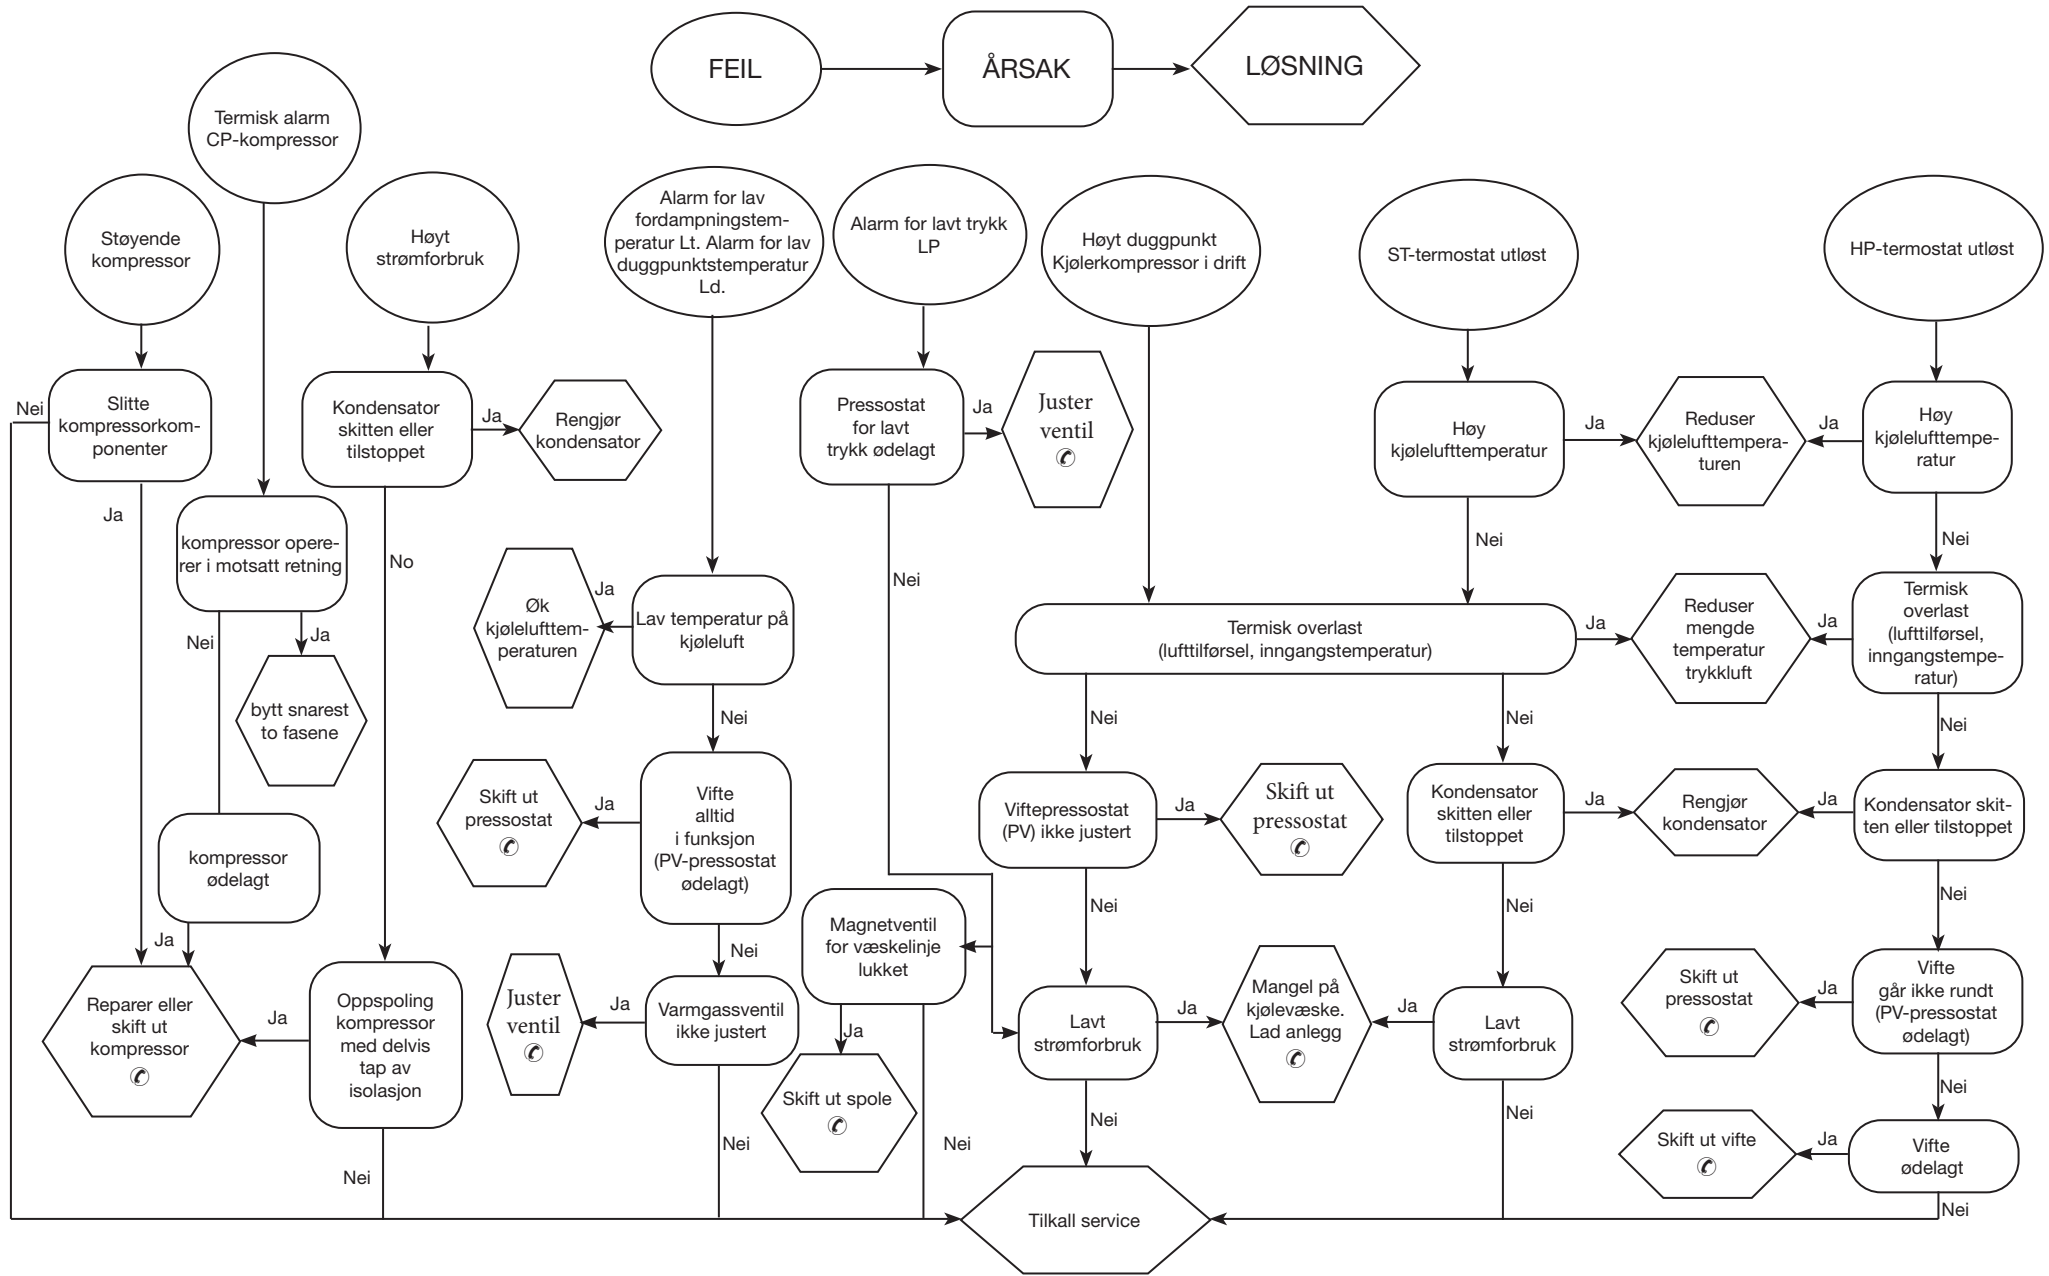 FEIL
ÅRSAK
LØSNING
Termisk alarm
CP-kompressor
Støyende
kompressor
Høyt
strømforbruk
Alarm for lav
fordampningstem-
peratur Lt. Alarm for lav
duggpunktstemperatur
Ld.
Alarm for lavt trykk
LP
Høyt duggpunkt
Kjølerkompressor i drift
ST-termostat utløst
HP-termostat utløst
Nei
Slitte
kompressorkom-
ponenter
Ja
Kondensator
skitten eller
tilstoppet
Ja
Rengjør
kondensator
Pressostat
for lavt
trykk ødelagt
Ja
Juster
ventil
Høy
kjølelufttemperatur
Ja
Reduser
kjølelufttempera-
turen
Ja
Høy
kjølelufttempe-
ratur
Nei
Nei
kompressor opere-
rer i motsatt retning
No
Nei
Ja
bytt snarest
to fasene
Nei
Øk
kjølelufttem-
peraturen
Ja
Lav temperatur på
kjøleluft
Nei
Termisk overlast
(lufttilførsel, inngangstemperatur)
Ja
Reduser
mengde
temperatur
trykkluft
Ja
Termisk
overlast
(lufttilførsel,
inngangstempe-
ratur)
Nei
Nei
Nei
Skift ut
pressostat
Ja
Vifte
alltid
i funksjon
(PV-pressostat
ødelagt)
Viftepressostat
(PV) ikke justert
Ja
Skift ut
pressostat
Kondensator
skitten eller
tilstoppet
Ja
Rengjør
kondensator
Ja
Kondensator skit-
ten eller tilstoppet
kompressor
ødelagt
Ja
Nei
Nei
Nei
Nei
Magnetventil
for væskelinje
lukket
Reparer eller
skift ut
kompressor
Ja
Oppspoling
kompressor
med delvis
tap av
isolasjon
Juster
ventil
Ja
Varmgassventil
ikke justert
Ja
Skift ut spole
Lavt
strømforbruk
Ja
Mangel på
kjølevæske.
Lad anlegg
Ja
Lavt
strømforbruk
Skift ut
pressostat
Ja
Vifte
går ikke rundt
(PV-pressostat
ødelagt)
Nei
Nei
Nei
Nei
Nei
Nei
Skift ut vifte
Ja
Vifte
ødelagt
Tilkall service
Nei